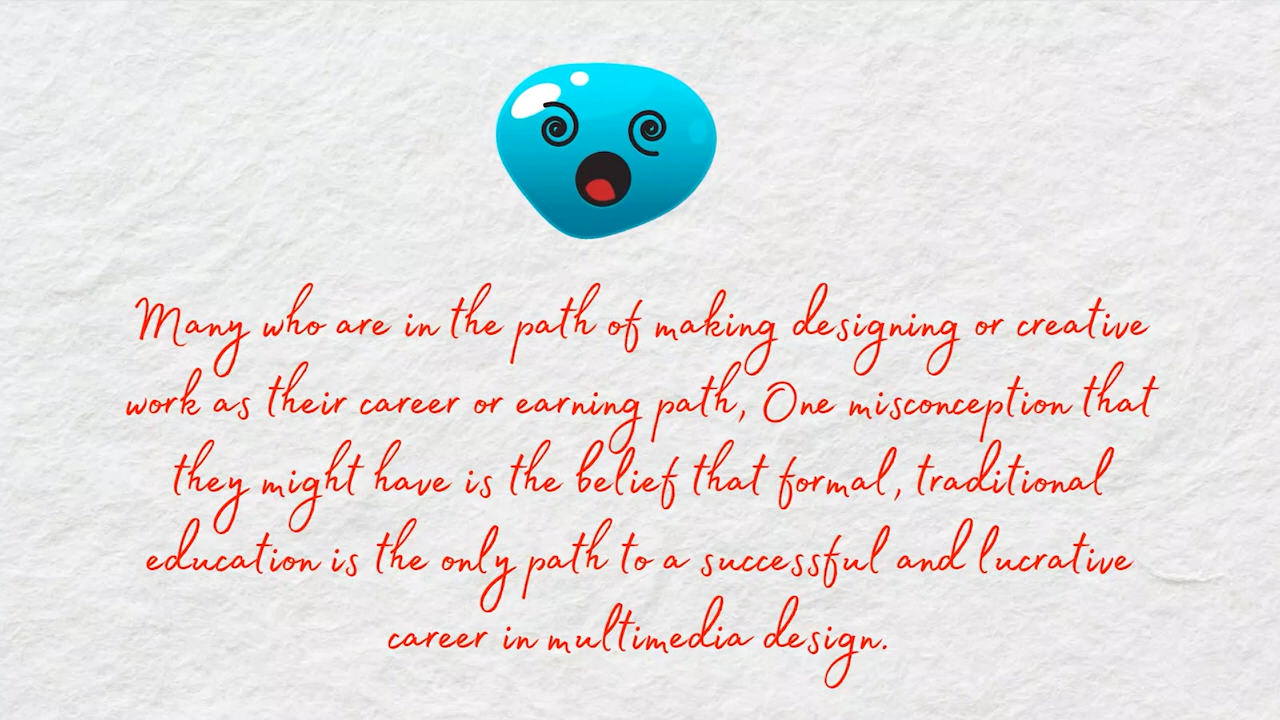 Many who are in the path of making designing or creative
work as their career or earning path, One misconception that
they might have is the belief that formal, traditional
education is the only path to a successful and lucrative
career in multimedia design.